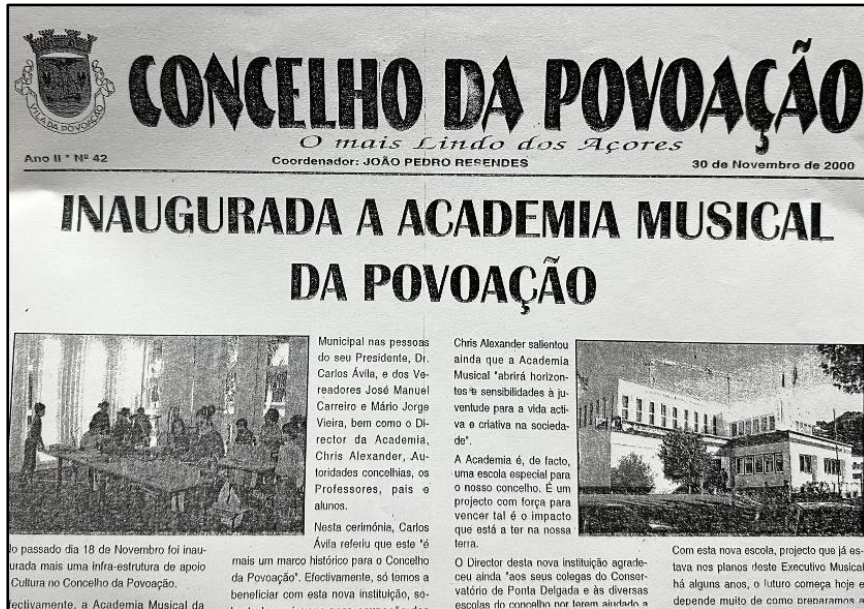 VILA DA POVOAÇÃO
CONCELHO DA POVOAÇÃO
O mais Lindo dos Açores
Ano II * Nº 42
Coordenador: JOÃO PEDRO RESENDES
30 de Novembro de 2000
INAUGURADA A ACADEMIA MUSICAL
DA POVOAÇÃO
No passado dia 18 de Novembro foi inau-
gurada mais uma infra-estrutura de apoio
Cultura no Concelho da Povoação.
fectivamente, a Academia Musical da
Municipal nas pessoas
do seu Presidente, Dr.
Carlos Ávila, e dos Ve-
readores José Manuel
Carreiro e Mário Jorge
Vieira, bem como o Di-
rector da Academia,
Chris Alexander, Au-
toridades concelhias, os
Professores, pais e
alunos.
Nesta cerimónia, Carlos
Ávila referiu que este "é
mais um marco histórico para o Concelho
da Povoação". Efectivamente, só temos a
beneficiar com esta nova instituição, so-
Chris Alexander salientou
ainda que a Academia
Musical "abrirá horizon-
tes e sensibilidades à ju-
ventude para a vida acti-
va e criativa na socieda-
de".
A Academia é, de facto,
uma escola especial para
o nosso concelho. É um
projecto com força para
vencer tal é o impacto
que está a ter na nossa
terra.
O Director desta nova instituição agrade-
ceu ainda "aos seus colegas do Conser-
vatório de Ponta Delgada e às diversas
escolas do concelho por terem ajudado a
Com esta nova escola, projecto que já es-
tava nos planos deste Executivo Musical
há alguns anos, o futuro começa hoje e
depende muito de como preparamos a